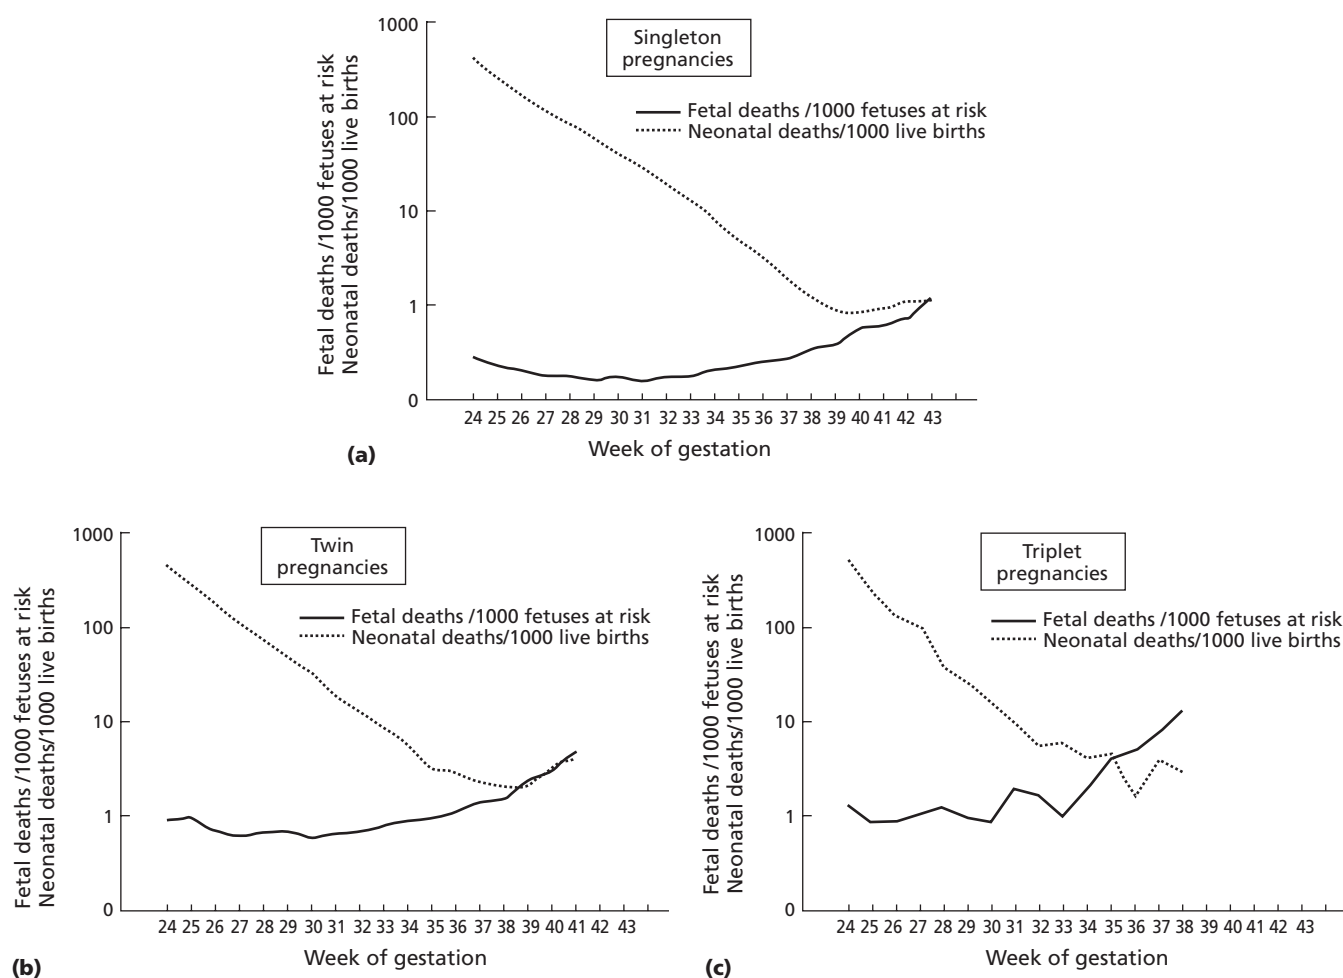 Fetal deaths /1000 fetuses at risk
Neonatal deaths/1000 live births
1000
100
10
1
0
Singleton
pregnancies
Fetal deaths /1000 fetuses at risk
Neonatal deaths/1000 live births
24 25 26 27 28 29 30 31 32 33 34 35 36 37 38 39 40 41 42 43
Week of gestation
(a)
Fetal deaths /1000 fetuses at risk
Neonatal deaths/1000 live births
1000
100
10
1
0
Twin
pregnancies
Fetal deaths /1000 fetuses at risk
Neonatal deaths/1000 live births
24 25 26 27 28 29 30 31 32 33 34 35 36 37 38 39 40 41 42 43
Week of gestation
(b)
Fetal deaths /1000 fetuses at risk
Neonatal deaths/1000 live births
1000
100
10
1
0
Triplet
pregnancies
Fetal deaths /1000 fetuses at risk
Neonatal deaths/1000 live births
24 25 26 27 28 29 30 31 32 33 34 35 36 37 38 39 40 41 42 43
Week of gestation
(c)